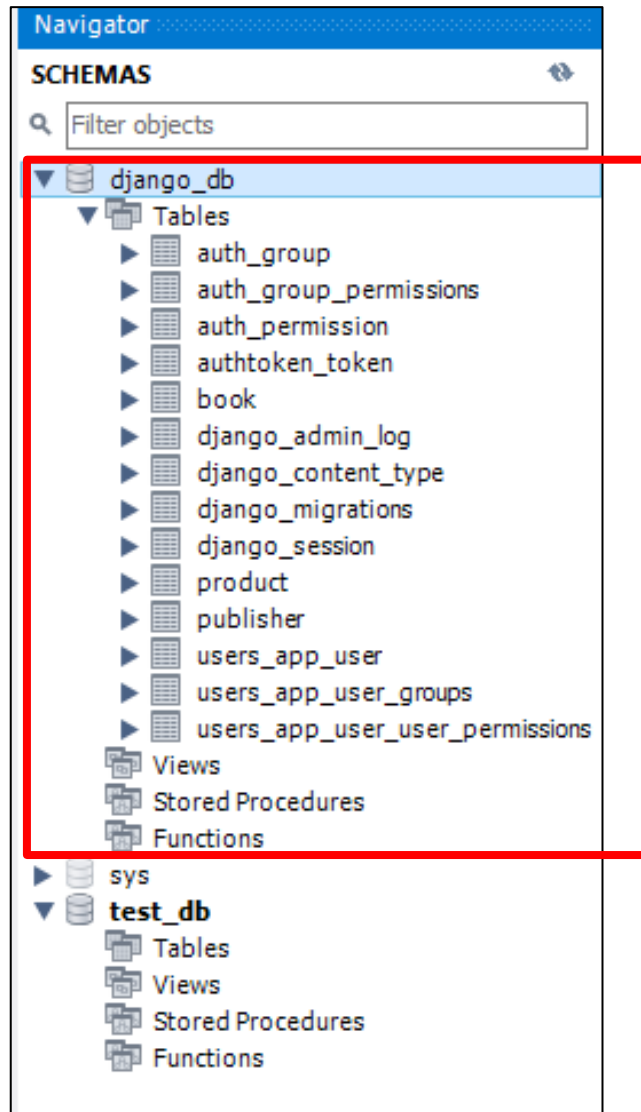 Navigator
SCHEMAS
Filter objects
django_db
Tables
auth_group
auth_group_permissions
auth_permission
authtoken_token
book
django_admin_log
django_content_type
django_migrations
django_session
product
publisher
users_app_user
users_app_user_groups
users_app_user_user_permissions
Views
Stored Procedures
Functions
sys
test_db
Tables
Views
Stored Procedures
Functions